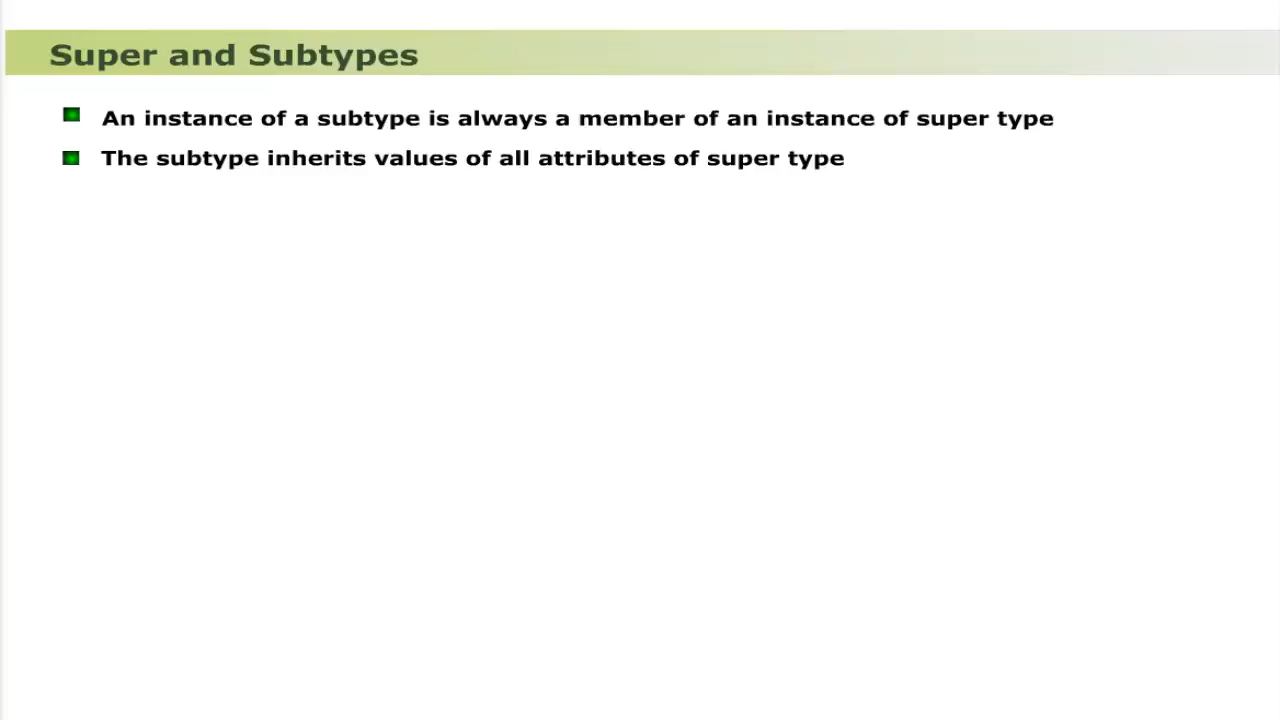 Super and Subtypes
An instance of a subtype is always a member of an instance of super type
The subtype inherits values of all attributes of super type